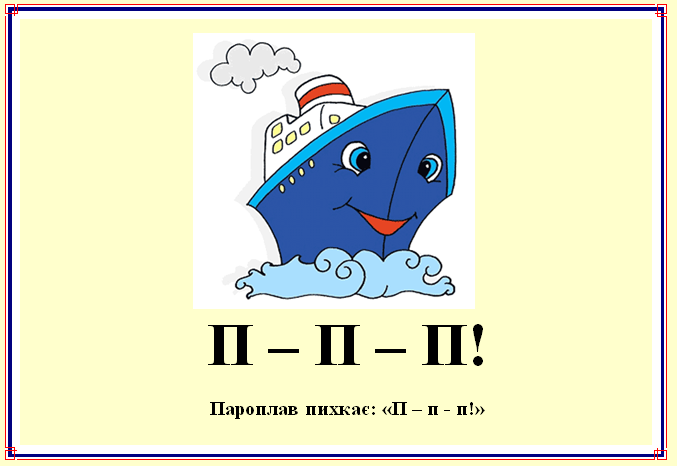 П – П – П!
Пароплав пихкає: «П – п - п!»